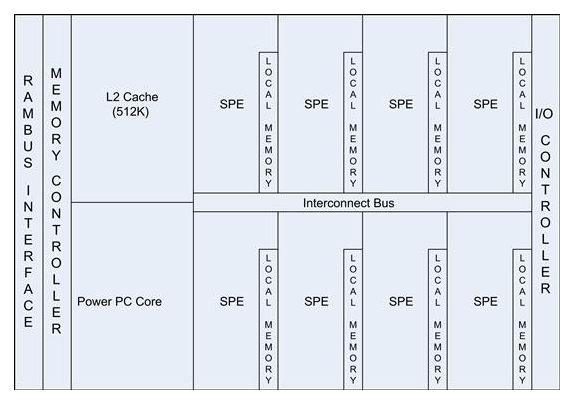 RAMBUS INTERFACE
MEMORY CONTROLLER
L2 Cache
(512K)
SPE
LOCAL MEMORY
SPE
LOCAL MEMORY
SPE
LOCAL MEMORY
SPE
LOCAL MEMORY
I/O CONTROLLER
Interconnect Bus
Power PC Core
SPE
LOCAL MEMORY
SPE
LOCAL MEMORY
SPE
LOCAL MEMORY
SPE
LOCAL MEMORY